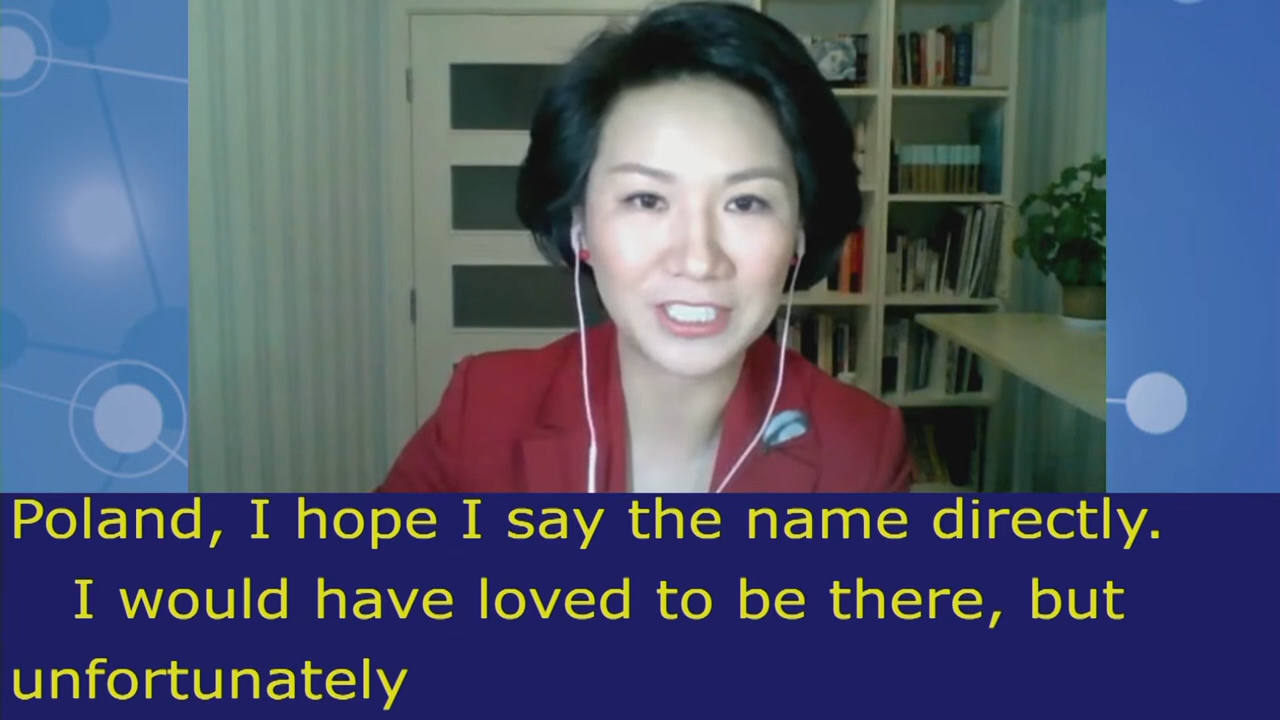 Poland, I hope I say the name directly.
I would have loved to be there, but
unfortunately